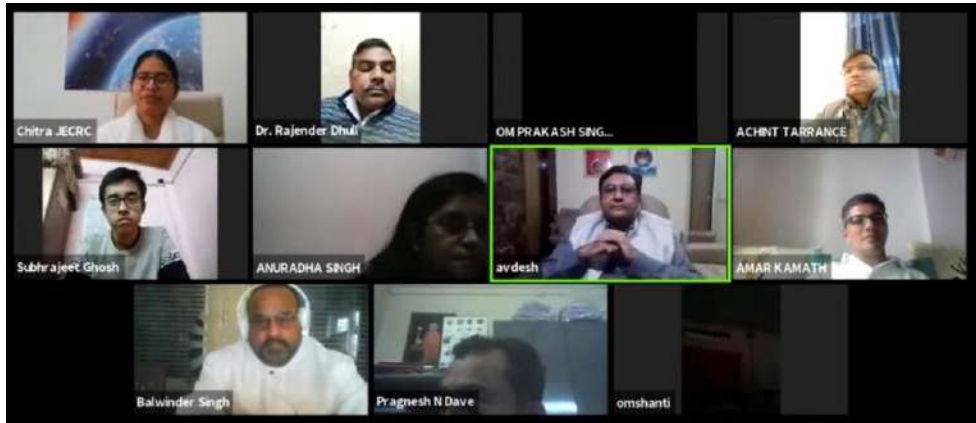 Chitra JECRC
Dr. Rajender Dhull
OM PRAKASH SING...
ACHINT TARRANCE
Subhrajeet Ghosh
ANURADHA SINGH
avdesh
AMAR KAMATH
Balwinder Singh
Pragnesh N Dave
omshanti